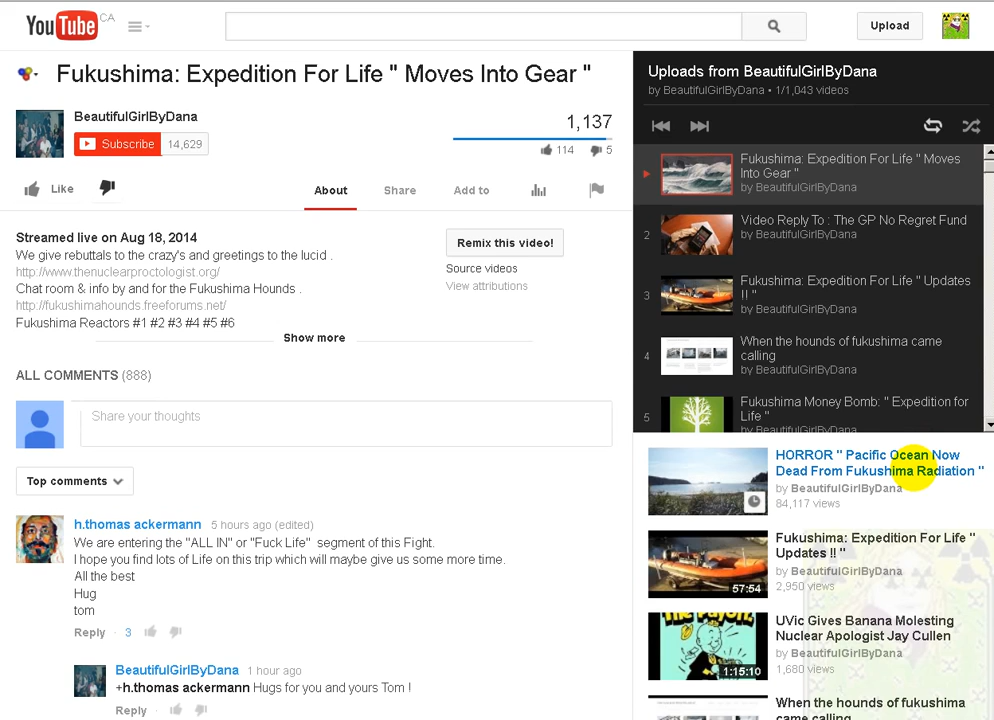 YouTube CA
Upload
Fukushima: Expedition For Life " Moves Into Gear "
BeautifulGirlByDana
Subscribe 14,629
1,137
114 5
Like
About Share Add to
Streamed live on Aug 18, 2014
We give rebuttals to the crazy's and greetings to the lucid .
http://www.thenuclearproctologist.org/
Chat room & info by and for the Fukushima Hounds .
http://fukushimahounds.freeforums.net/
Fukushima Reactors #1 #2 #3 #4 #5 #6
Remix this video!
Source videos
View attributions
Show more
ALL COMMENTS (888)
Share your thoughts
Top comments
h.thomas ackermann 5 hours ago (edited)
We are entering the "ALL IN" or "Fuck Life" segment of this Fight.
I hope you find lots of Life on this trip which will maybe give us some more time.
All the best
Hug
tom
Reply · 3
BeautifulGirlByDana 1 hour ago
+h.thomas ackermann Hugs for you and yours Tom !
Reply ·
Uploads from BeautifulGirlByDana
by BeautifulGirlByDana • 1/1,043 videos
Fukushima: Expedition For Life " Moves
Into Gear "
by BeautifulGirlByDana
2
Video Reply To : The GP No Regret Fund
by BeautifulGirlByDana
3
Fukushima: Expedition For Life " Updates
!! "
by BeautifulGirlByDana
4
When the hounds of fukushima came
calling
by BeautifulGirlByDana
5
Fukushima Money Bomb: " Expedition for
Life "
by BeautifulGirlByDana
HORROR " Pacific Ocean Now
Dead From Fukushima Radiation "
by BeautifulGirlByDana
84,117 views
57:54
Fukushima: Expedition For Life "
Updates !! "
by BeautifulGirlByDana
2,950 views
1:15:10
UVic Gives Banana Molesting
Nuclear Apologist Jay Cullen
by BeautifulGirlByDana
1,680 views
When the hounds of fukushima
came calling